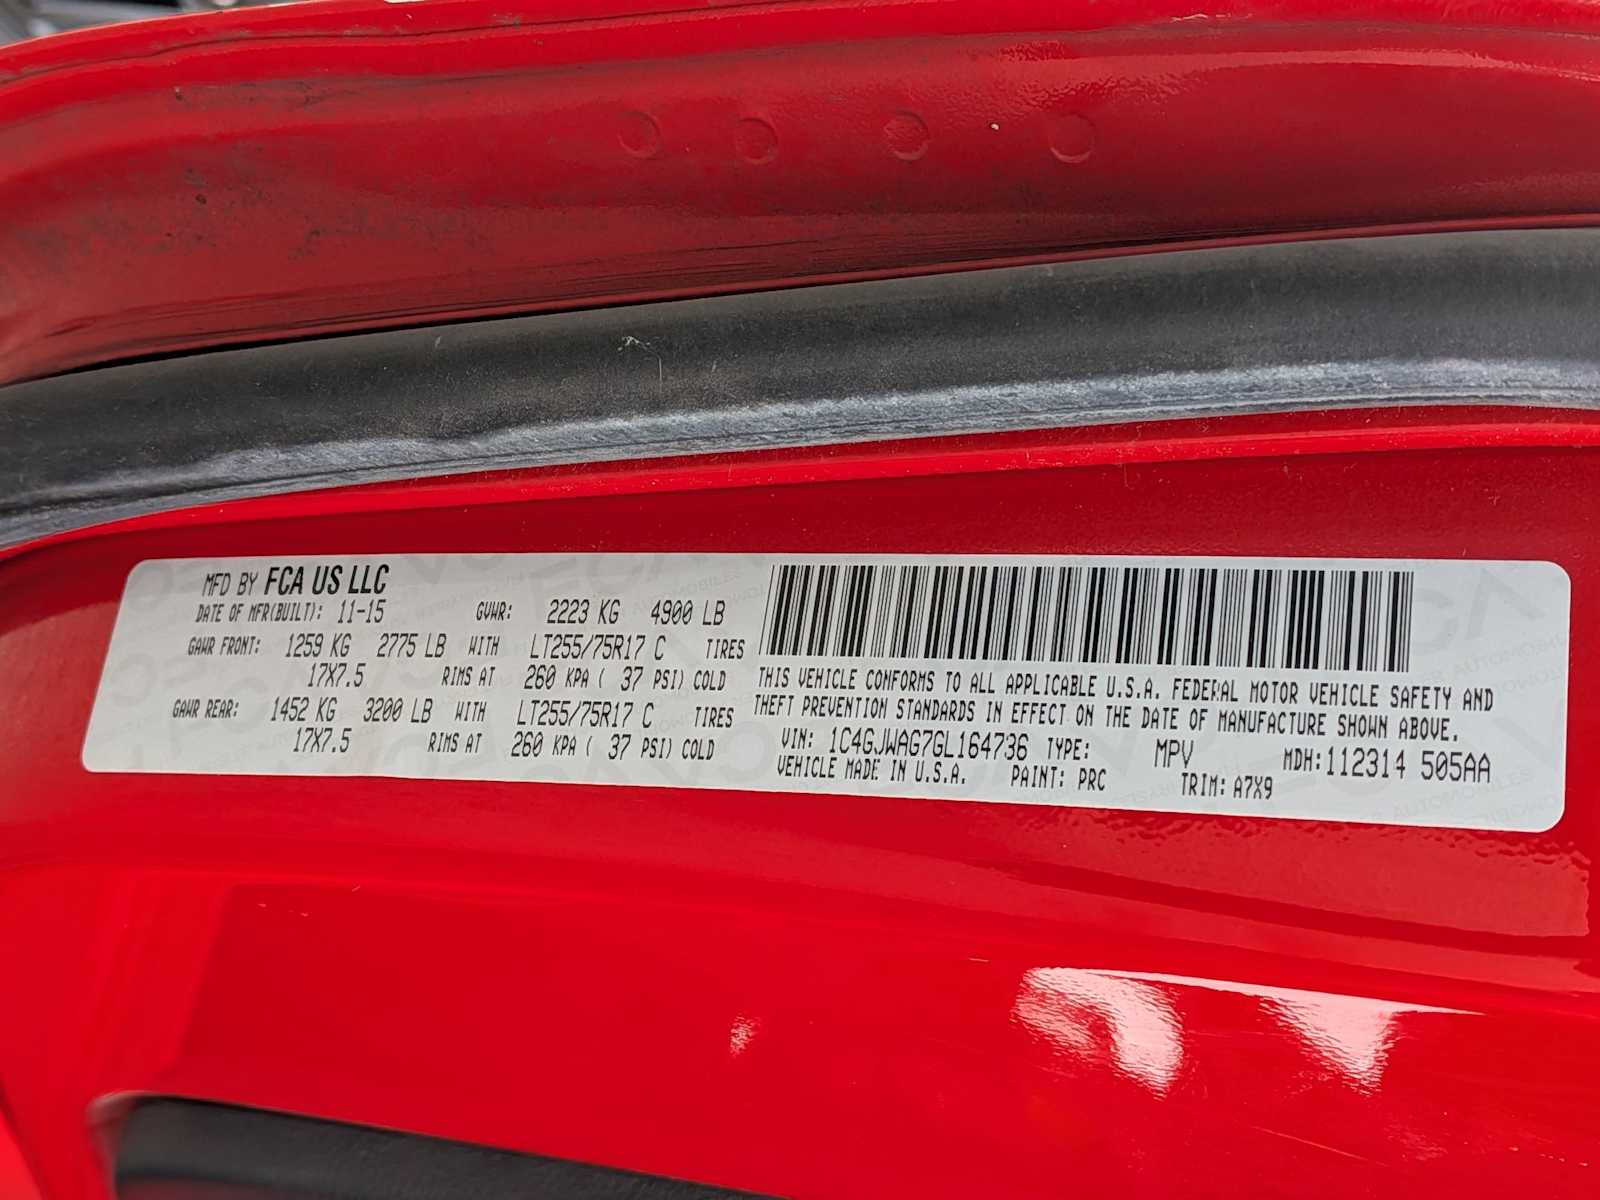 MFD BY FCA US LLC
DATE OF MFR(BUILT): 11-15 GVWR: 2223 KG 4900 LB
GAWR FRONT: 1259 KG 2775 LB WITH LT255/75R17 C TIRES
17X7.5 RIMS AT 260 KPA ( 37 PSI) COLD
GAWR REAR: 1452 KG 3200 LB WITH LT255/75R17 C TIRES
17X7.5 RIMS AT 260 KPA ( 37 PSI) COLD
THIS VEHICLE CONFORMS TO ALL APPLICABLE U.S.A. FEDERAL MOTOR VEHICLE SAFETY AND
THEFT PREVENTION STANDARDS IN EFFECT ON THE DATE OF MANUFACTURE SHOWN ABOVE.
VIN: 1C4GJWAG7GL164736 TYPE: MPV MDH:112314 505AA
VEHICLE MADE IN U.S.A. PAINT: PRC TRIM: A7X9